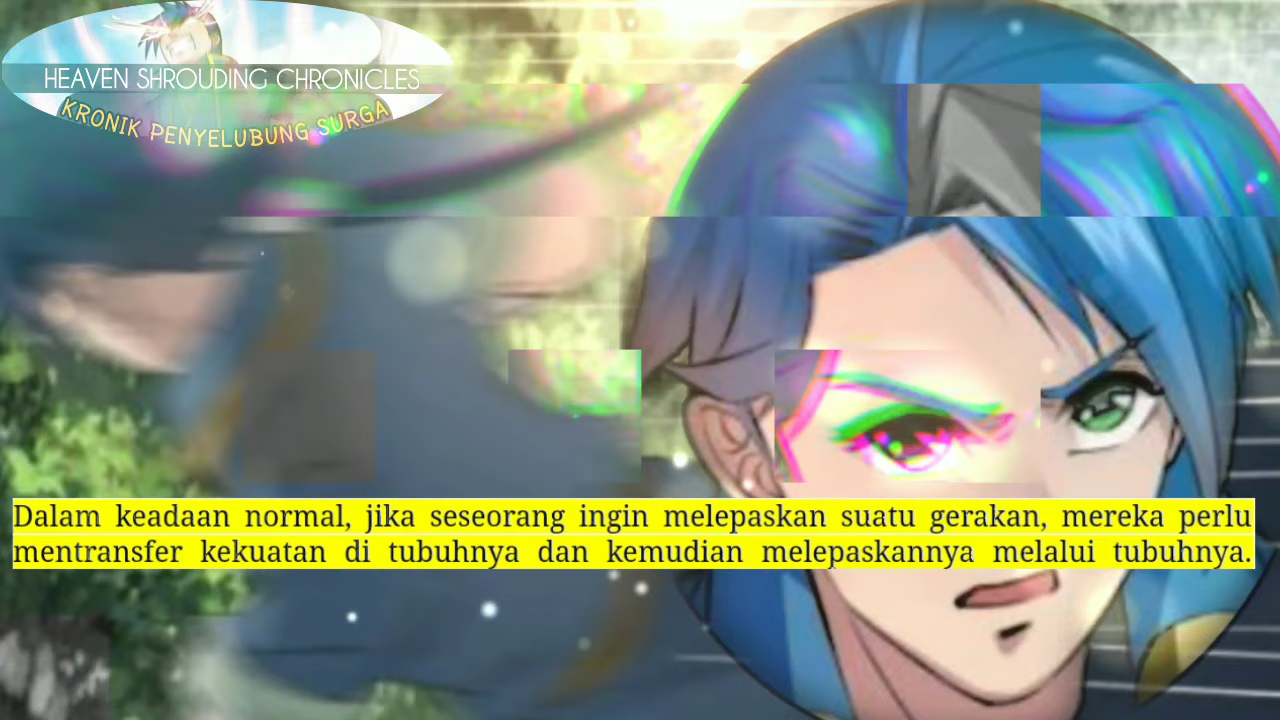 HEAVEN SHROUDING CHRONICLES
KRONIK PENYELUBUNG SURGA
Dalam keadaan normal, jika seseorang ingin melepaskan suatu gerakan, mereka perlu
mentransfer kekuatan di tubuhnya dan kemudian melepaskannya melalui tubuhnya.